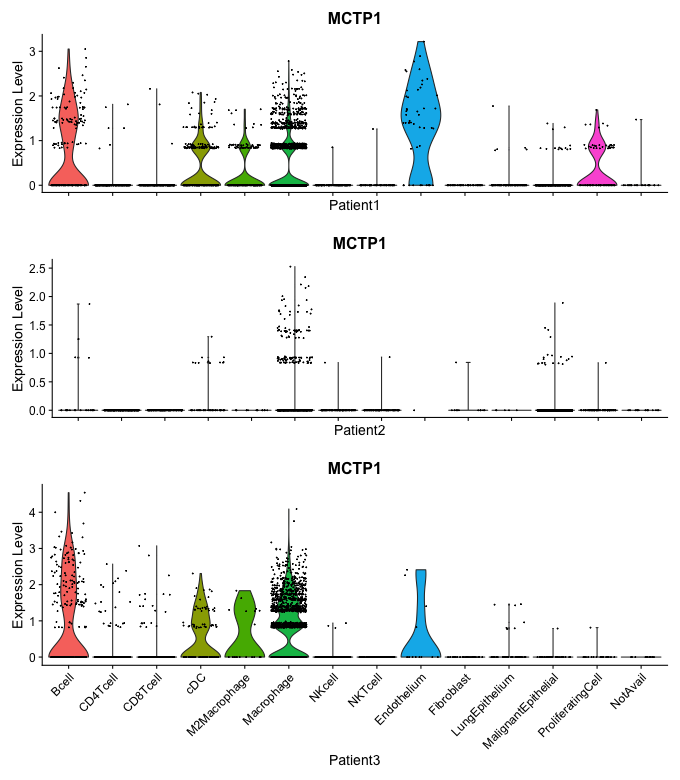 MCTP1
Expression Level
3
2
1
0
Patient1
MCTP1
Expression Level
2.5
2.0
1.5
1.0
0.5
0.0
Patient2
MCTP1
Expression Level
4
3
2
1
0
Bcell
CD4Tcell
CD8Tcell
cDC
M2Macrophage
Macrophage
NKcell
NKTcell
Endothelium
Fibroblast
LungEpithelium
MalignantEpithelial
ProliferatingCell
NotAvail
Patient3